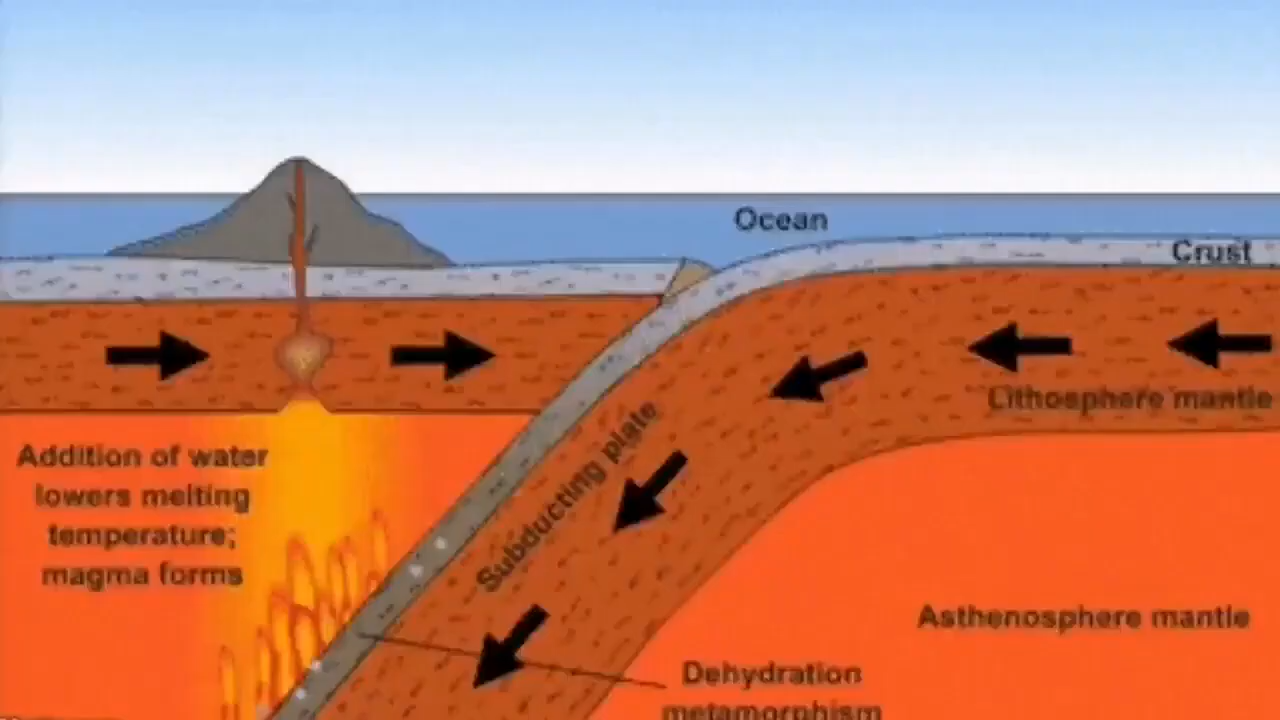 Ocean
Crust
Lithosphere mantle
Addition of water
lowers melting
temperature;
magma forms
Subducting plate
Asthenosphere mantle
Dehydration
metamorphism